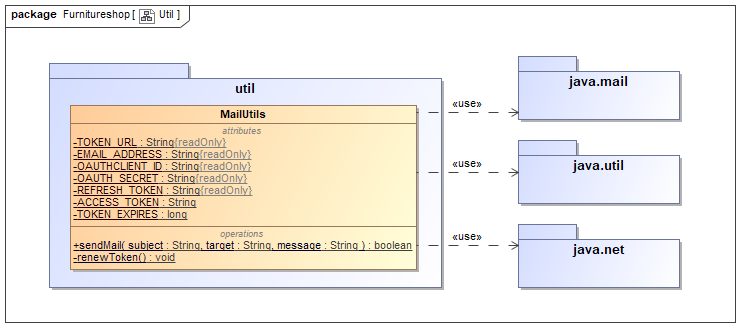 package Furnitureshop [ Util ]
util
MailUtils
attributes
-TOKEN_URL : String{readOnly}
-EMAIL_ADDRESS : String{readOnly}
-OAUTHCLIENT_ID : String{readOnly}
-OAUTH_SECRET : String{readOnly}
-REFRESH_TOKEN : String{readOnly}
-ACCESS_TOKEN : String
-TOKEN_EXPIRES : long
operations
+sendMail( subject : String, target : String, message : String ) : boolean
-renewToken() : void
«use»
java.mail
«use»
java.util
«use»
java.net